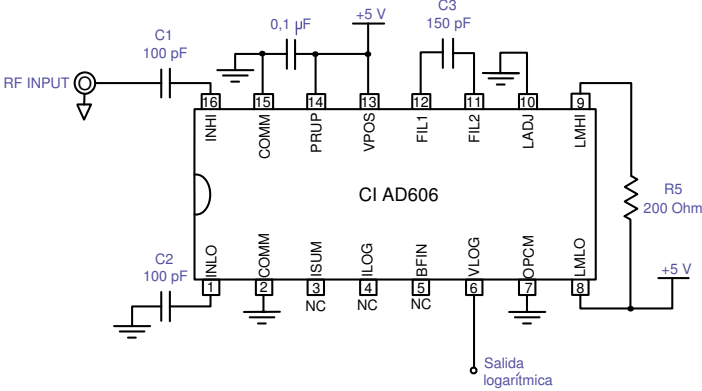 C1
100 pF
0,1 µF
+5 V
C3
150 pF
RF INPUT
16 15 14 13 12 11 10 9
INHI COMM PRUP VPOS FIL1 FIL2 LADJ LMHI
CI AD606
R5
200 Ohm
C2
100 pF
INLO COMM ISUM ILOG BFIN VLOG OPCM LMLO
1 2 3 4 5 6 7 8
NC NC NC
+5 V
Salida
logarítmica